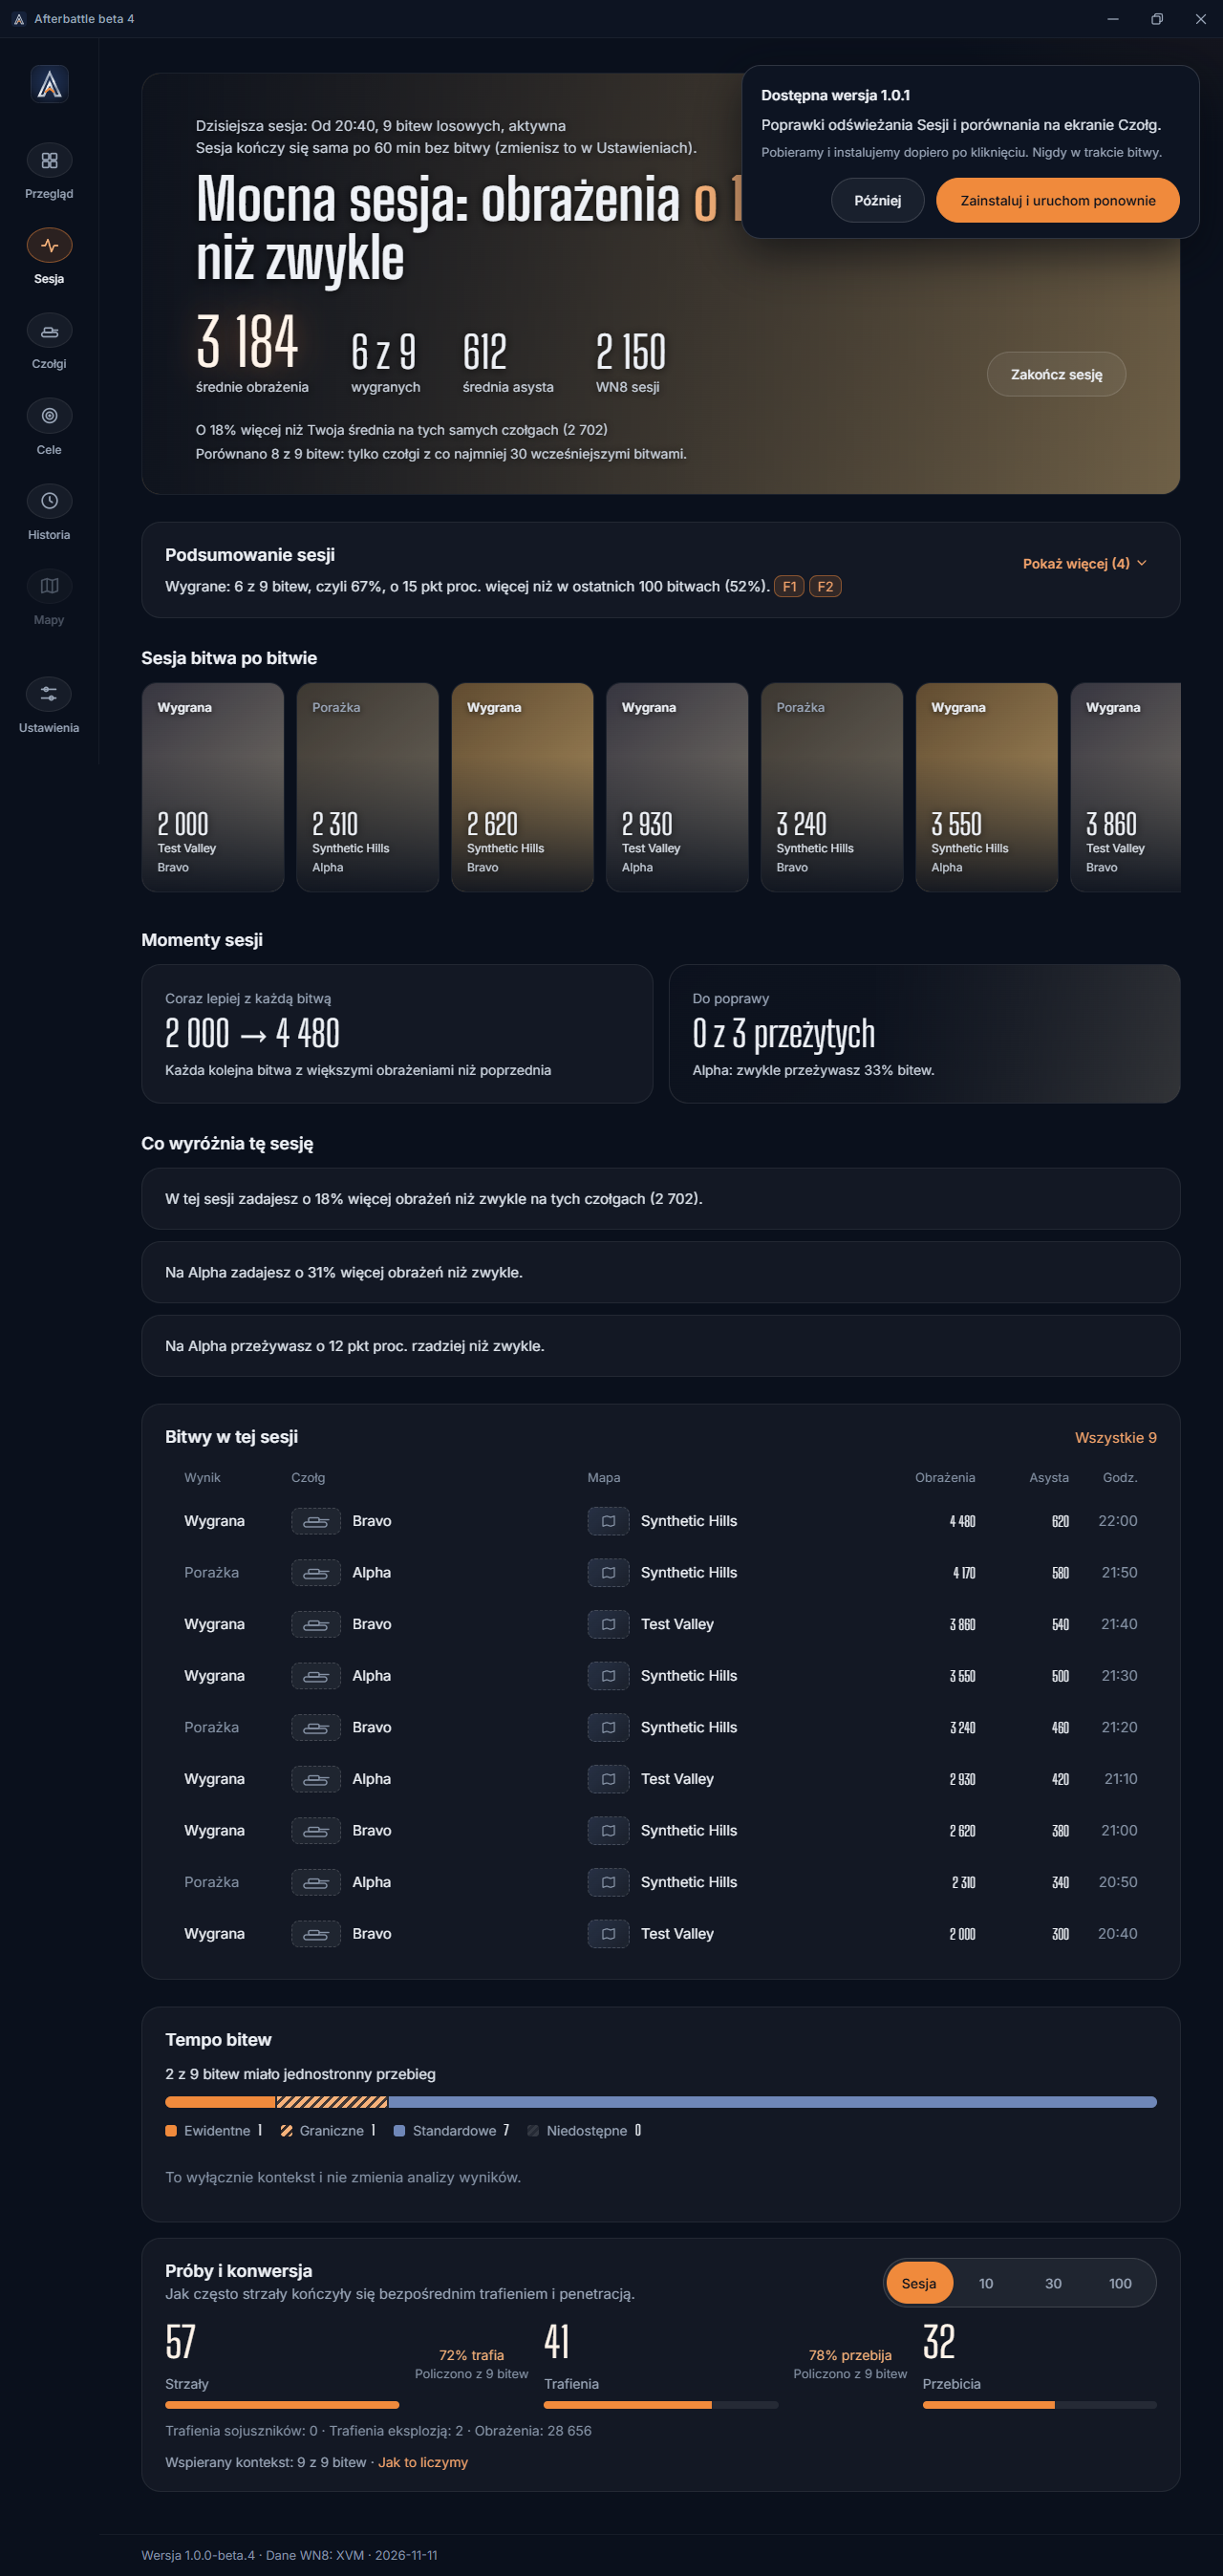 Afterbattle beta 4
Przegląd
Sesja
Czołgi
Cele
Historia
Mapy
Ustawienia
Dostępna wersja 1.0.1
Poprawki odświeżania Sesji i porównania na ekranie Czołg.
Pobieramy i instalujemy dopiero po kliknięciu. Nigdy w trakcie bitwy.
Później
Zainstaluj i uruchom ponownie
Dzisiejsza sesja: Od 20:40, 9 bitew losowych, aktywna
Sesja kończy się sama po 60 min bez bitwy (zmienisz to w Ustawieniach).
Mocna sesja: obrażenia o
niż zwykle
3 184 6 z 9 612 2 150
średnie obrażenia wygranych średnia asysta WN8 sesji
Zakończ sesję
O 18% więcej niż Twoja średnia na tych samych czołgach (2 702)
Porównano 8 z 9 bitew: tylko czołgi z co najmniej 30 wcześniejszymi bitwami.
Podsumowanie sesji
Pokaż więcej (4)
Wygrane: 6 z 9 bitew, czyli 67%, o 15 pkt proc. więcej niż w ostatnich 100 bitwach (52%). F1 F2
Sesja bitwa po bitwie
Wygrana Porażka Wygrana Wygrana Porażka Wygrana Wygrana
2 000 2 310 2 620 2 930 3 240 3 550 3 860
Test Valley Synthetic Hills Synthetic Hills Test Valley Synthetic Hills Synthetic Hills Test Valley
Bravo Alpha Bravo Alpha Bravo Alpha Bravo
Momenty sesji
Coraz lepiej z każdą bitwą
2 000 → 4 480
Każda kolejna bitwa z większymi obrażeniami niż poprzednia
Do poprawy
0 z 3 przeżytych
Alpha: zwykle przeżywasz 33% bitew.
Co wyróżnia tę sesję
W tej sesji zadajesz o 18% więcej obrażeń niż zwykle na tych czołgach (2 702).
Na Alpha zadajesz o 31% więcej obrażeń niż zwykle.
Na Alpha przeżywasz o 12 pkt proc. rzadziej niż zwykle.
Bitwy w tej sesji Wszystkie 9
Wynik Czołg Mapa Obrażenia Asysta Godz.
Wygrana Bravo Synthetic Hills 4 480 620 22:00
Porażka Alpha Synthetic Hills 4 170 580 21:50
Wygrana Bravo Test Valley 3 860 540 21:40
Wygrana Alpha Synthetic Hills 3 550 500 21:30
Porażka Bravo Synthetic Hills 3 240 460 21:20
Wygrana Alpha Test Valley 2 930 420 21:10
Wygrana Bravo Synthetic Hills 2 620 380 21:00
Porażka Alpha Synthetic Hills 2 310 340 20:50
Wygrana Bravo Test Valley 2 000 300 20:40
Tempo bitew
2 z 9 bitew miało jednostronny przebieg
Ewidentne 1 Graniczne 1 Standardowe 7 Niedostępne 0
To wyłącznie kontekst i nie zmienia analizy wyników.
Próby i konwersja
Jak często strzały kończyły się bezpośrednim trafieniem i penetracją.
Sesja 10 30 100
57 72% trafia 41 78% przebija 32
Strzały Policzono z 9 bitew Trafienia Policzono z 9 bitew Przebicia
Trafienia sojuszników: 0 · Trafienia eksplozją: 2 · Obrażenia: 28 656
Wspierany kontekst: 9 z 9 bitew · Jak to liczymy
Wersja 1.0.0-beta.4 · Dane WN8: XVM · 2026-11-11